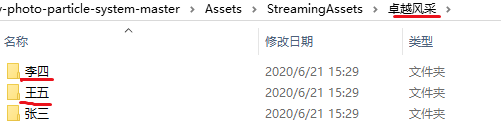 y-photo-particle-system-master > Assets > StreamingAssets > 卓越风采
名称 修改日期 类型
李四 2020/6/21 15:29 文件夹
王五 2020/6/21 15:29 文件夹
张三 2020/6/21 15:29 文件夹